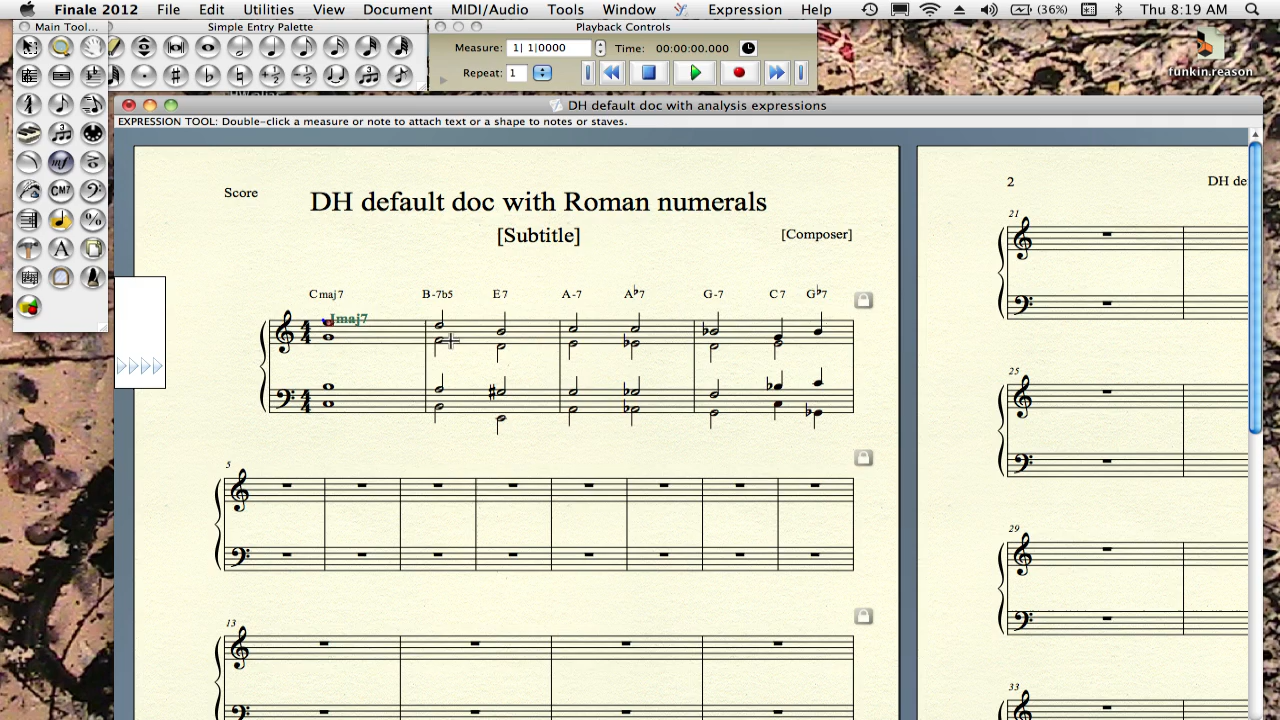 Finale 2012 File Edit Utilities View Document MIDI/Audio Tools Window Expression Help (36%) Thu 8:19 AM
Main Tool... Simple Entry Palette Playback Controls
Measure: 1| 1|0000 Time: 00:00:00.000
Repeat: 1
funkin.reason
DH default doc with analysis expressions
EXPRESSION TOOL: Double-click a measure or note to attach text or a shape to notes or staves.
mf
CM7
A
Score
DH default doc with Roman numerals
[Subtitle]
[Composer]
Cmaj7 B-7b5 E7 A-7 A♭7 G-7 C7 G♭7
Imaj7
5
13
2 DH de
21
25
29
33